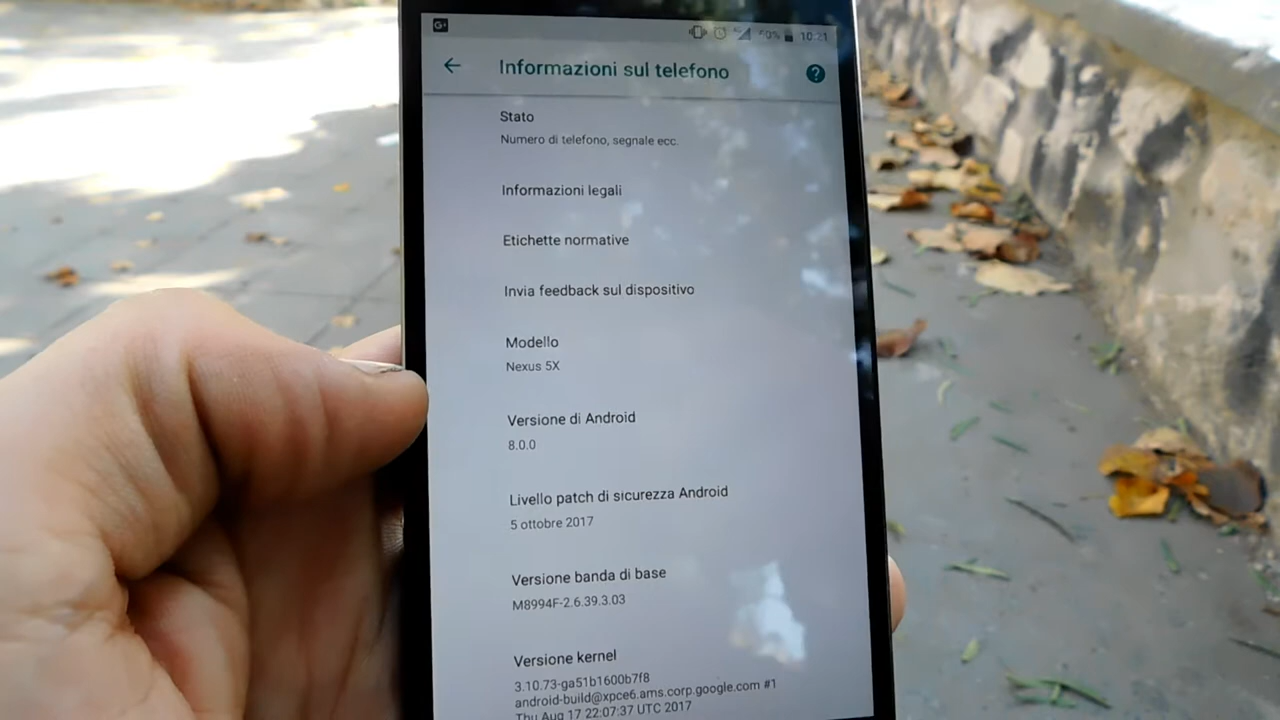 G+ 60% 10:21
Informazioni sul telefono
Stato
Numero di telefono, segnale ecc.
Informazioni legali
Etichette normative
Invia feedback sul dispositivo
Modello
Nexus 5X
Versione di Android
8.0.0
Livello patch di sicurezza Android
5 ottobre 2017
Versione banda di base
M8994F-2.6.39.3.03
Versione kernel
3.10.73-ga51b1600b7f8
android-build@xpce6.ams.corp.google.com #1
Thu Aug 17 22:07:37 UTC 2017